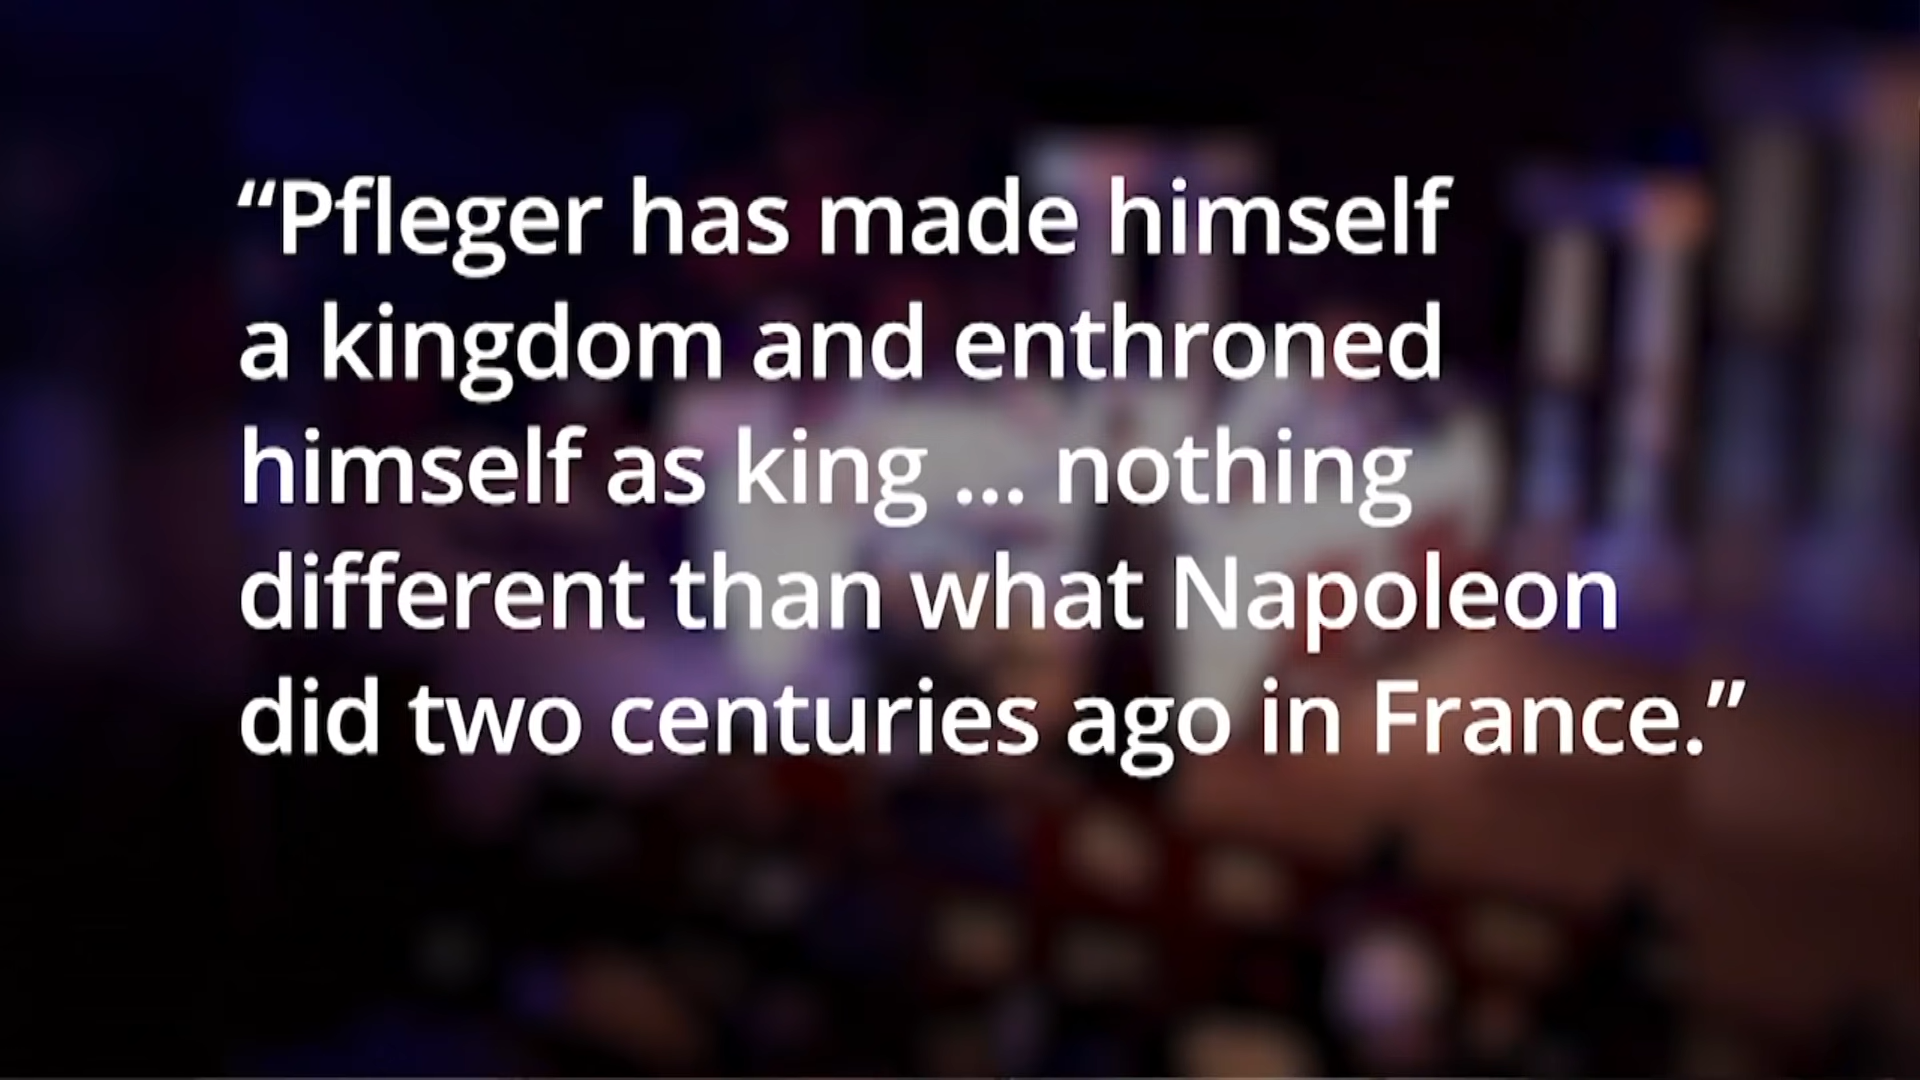 “Pfleger has made himself
a kingdom and enthroned
himself as king ... nothing
different than what Napoleon
did two centuries ago in France.”